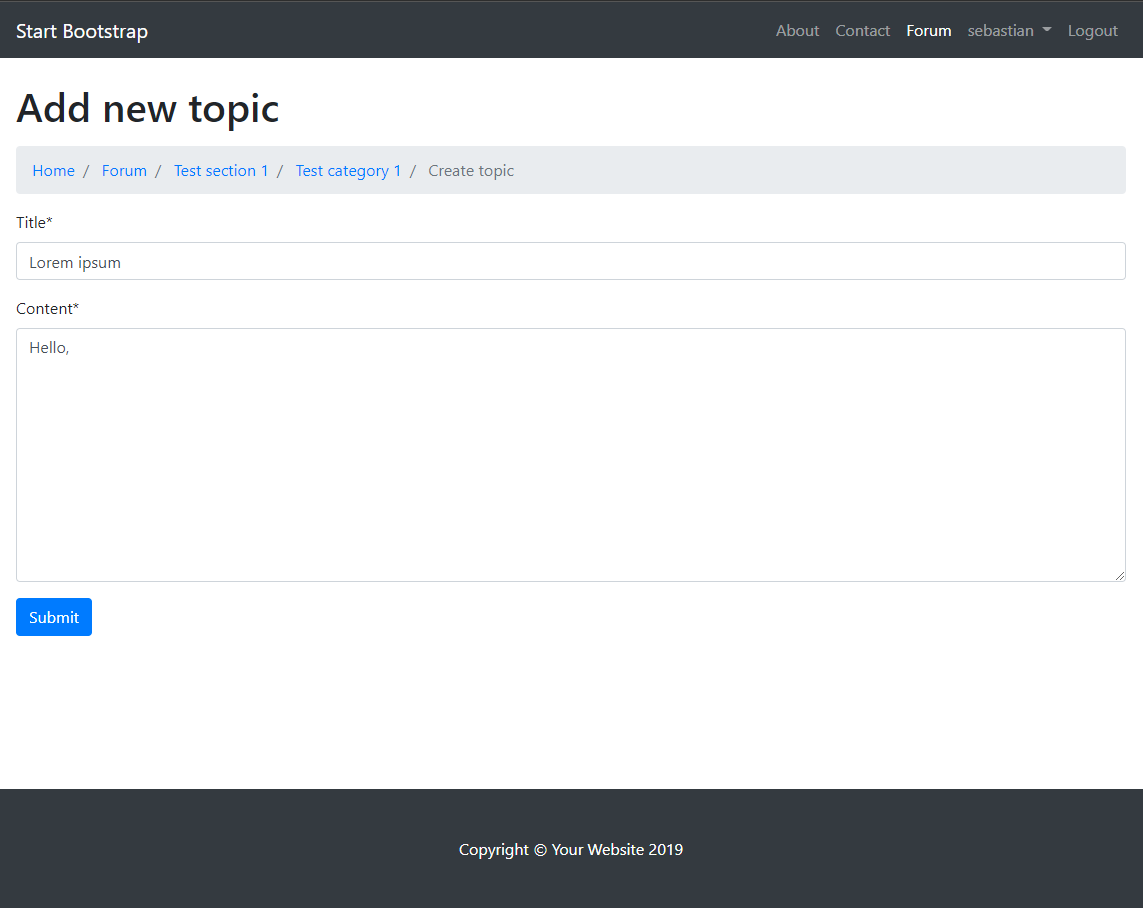 Start Bootstrap About Contact Forum sebastian Logout
Add new topic
Home / Forum / Test section 1 / Test category 1 / Create topic
Title*
Lorem ipsum
Content*
Hello,
Submit
Copyright © Your Website 2019